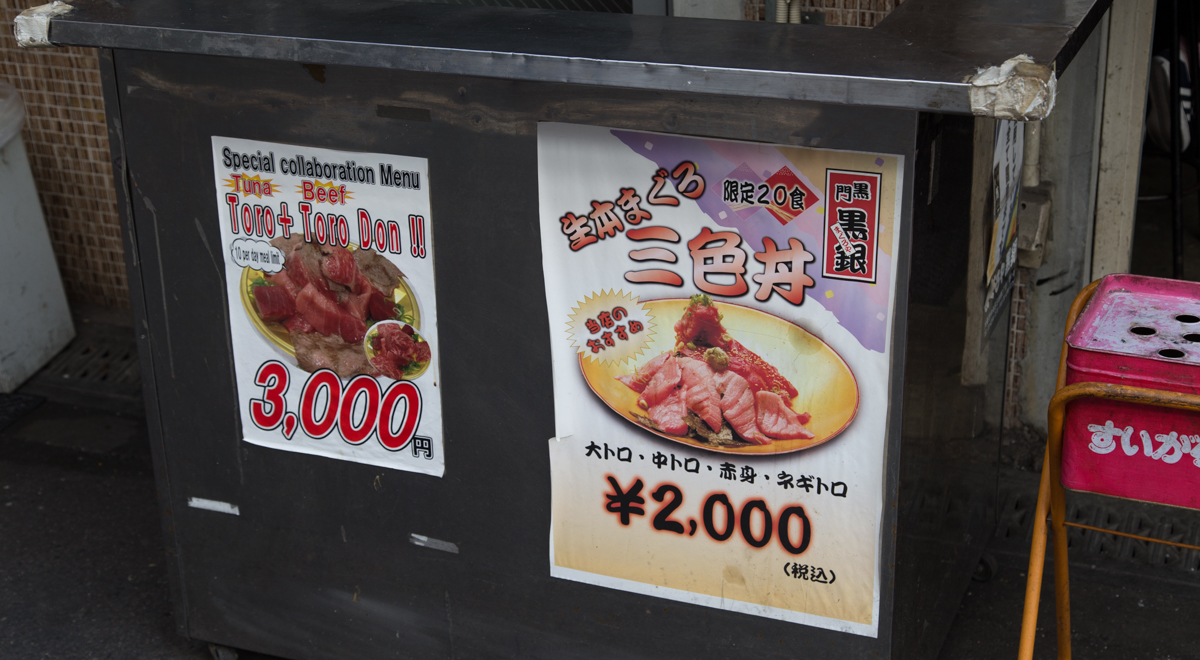 Special collaboration Menu
Tuna Beef
Toro + Toro Don !!
10 per day meal limit
3,000円
限定20食
生本まぐろ
三色丼
黒門
黒銀
当店の
おすすめ
大トロ・中トロ・赤身・ネギトロ
¥2,000
(税込)
すいがら